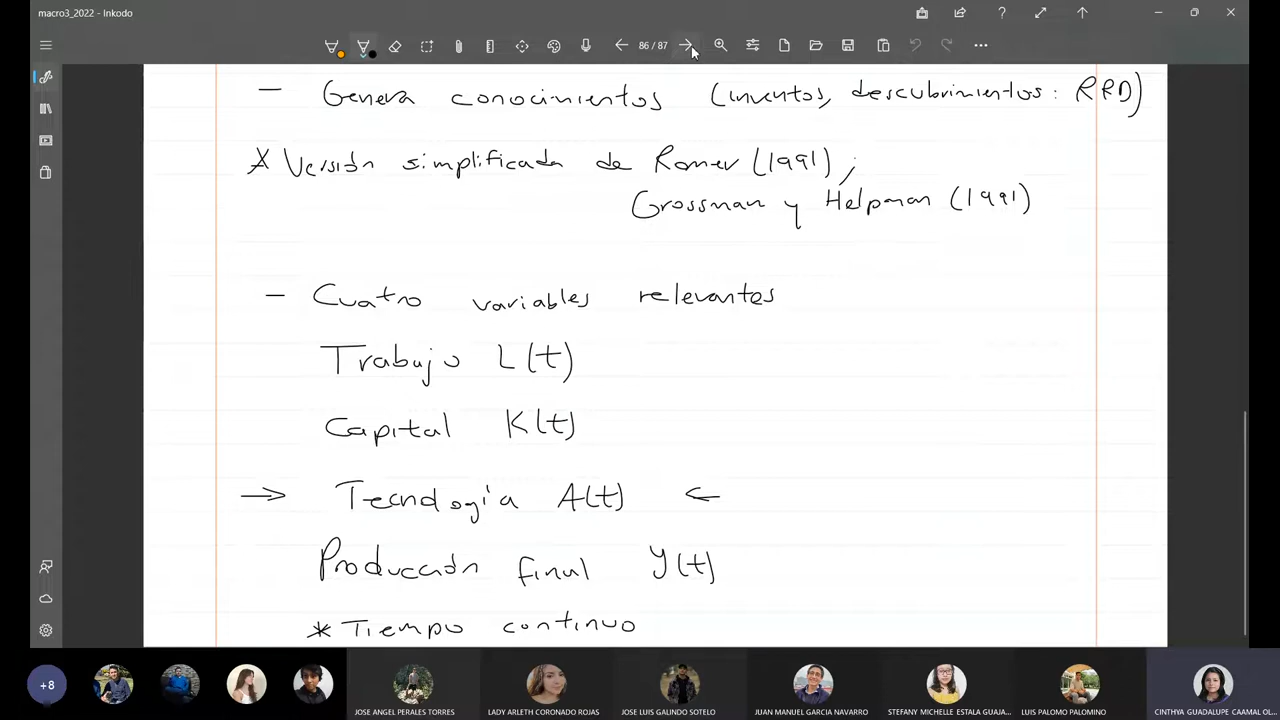 macro3_2022 - Inkodo
86 / 87
- Genera conocimientos (inventos, descubrimientos: R&D)
* Versión simplificada de Romer (1991);
Grossman y Helpman (1991)
- Cuatro variables relevantes
Trabajo L(t)
Capital K(t)
→ Tecnología A(t) ←
Producción final Y(t)
* Tiempo continuo
+8
JOSE ANGEL PERALES TORRES
LADY ARLETH CORONADO ROJAS
JOSE LUIS GALINDO SOTELO
JUAN MANUEL GARCIA NAVARRO
STEFANY MICHELLE ESTALA GUAJA...
LUIS PALOMO PALOMINO
CINTHYA GUADALUPE CAAMAL OL...